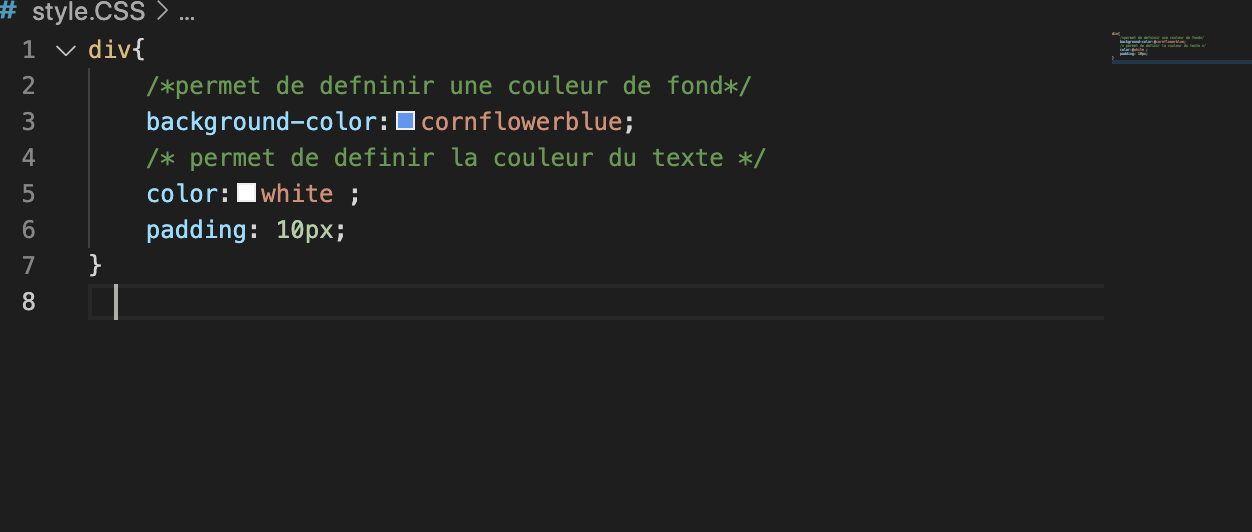 # style.CSS > ...
1 div{
2 /*permet de defninir une couleur de fond*/
3 background-color: cornflowerblue;
4 /* permet de definir la couleur du texte */
5 color: white ;
6 padding: 10px;
7 }
8